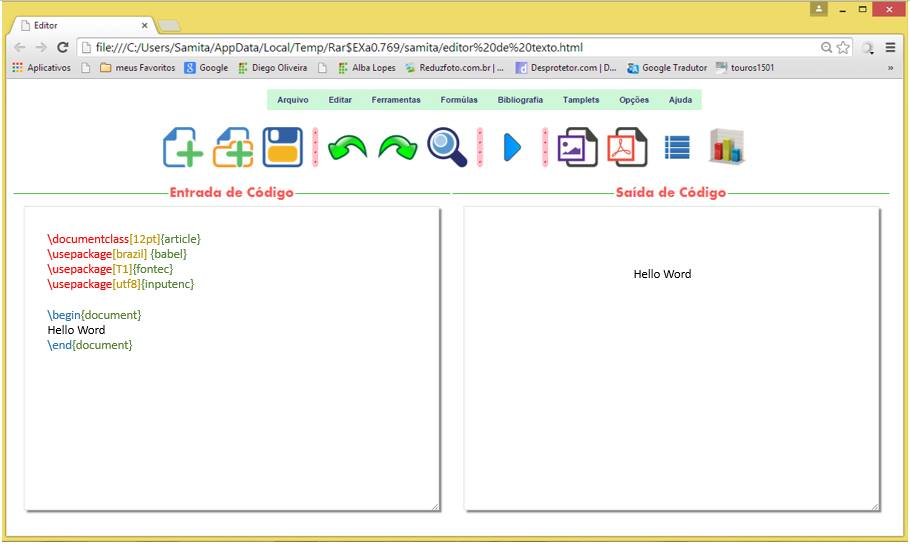 Editor
file:///C:/Users/Samita/AppData/Local/Temp/Rar$EXa0.769/samita/editor%20de%20texto.html
Aplicativos meus Favoritos Google Diego Oliveira Alba Lopes Reduzfoto.com.br | ... Desprotetor.com | D... Google Tradutor touros1501 »
Arquivo Editar Ferramentas Formúlas Bibliografia Tamplets Opções Ajuda
Entrada de Código
\documentclass[12pt]{article}
\usepackage[brazil] {babel}
\usepackage[T1]{fontec}
\usepackage[utf8]{inputenc}
\begin{document}
Hello Word
\end{document}
Saída de Código
Hello Word